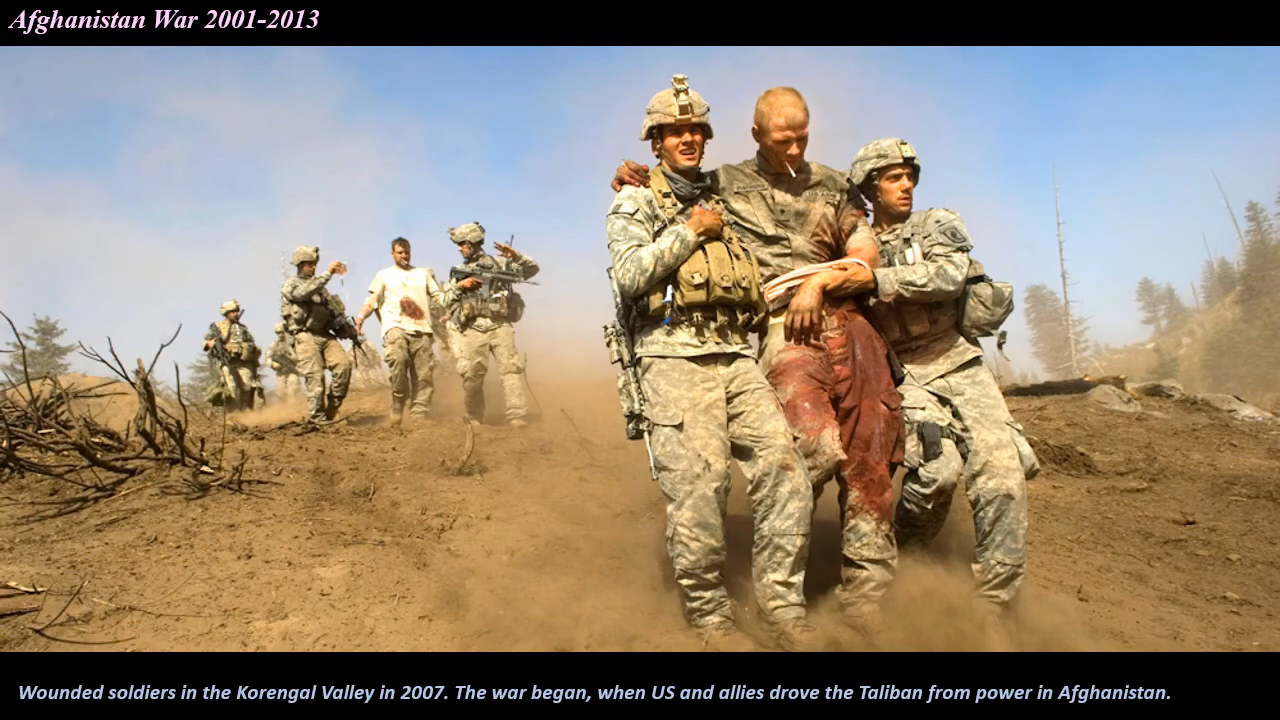 Afghanistan War 2001-2013
Wounded soldiers in the Korengal Valley in 2007. The war began, when US and allies drove the Taliban from power in Afghanistan.